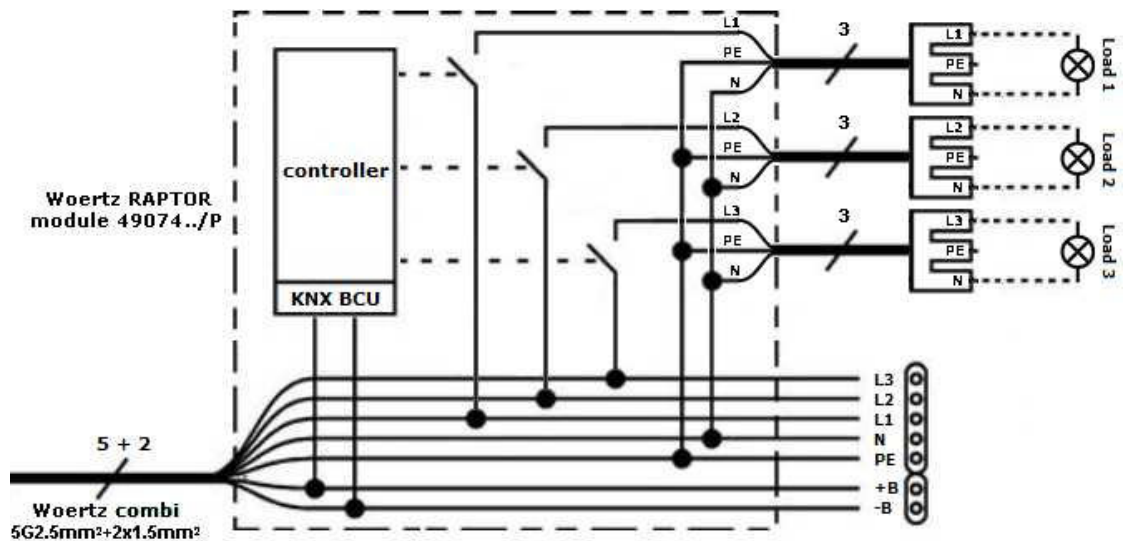 L1
3
L1
PE
PE
N
N
Load 1
L2
3
L2
PE
PE
N
N
Load 2
L3
3
L3
PE
PE
N
N
Load 3
controller
KNX BCU
Woertz RAPTOR
module 49074../P
L3
L2
L1
N
PE
+B
-B
5 + 2
Woertz combi
5G2.5mm²+2x1.5mm²